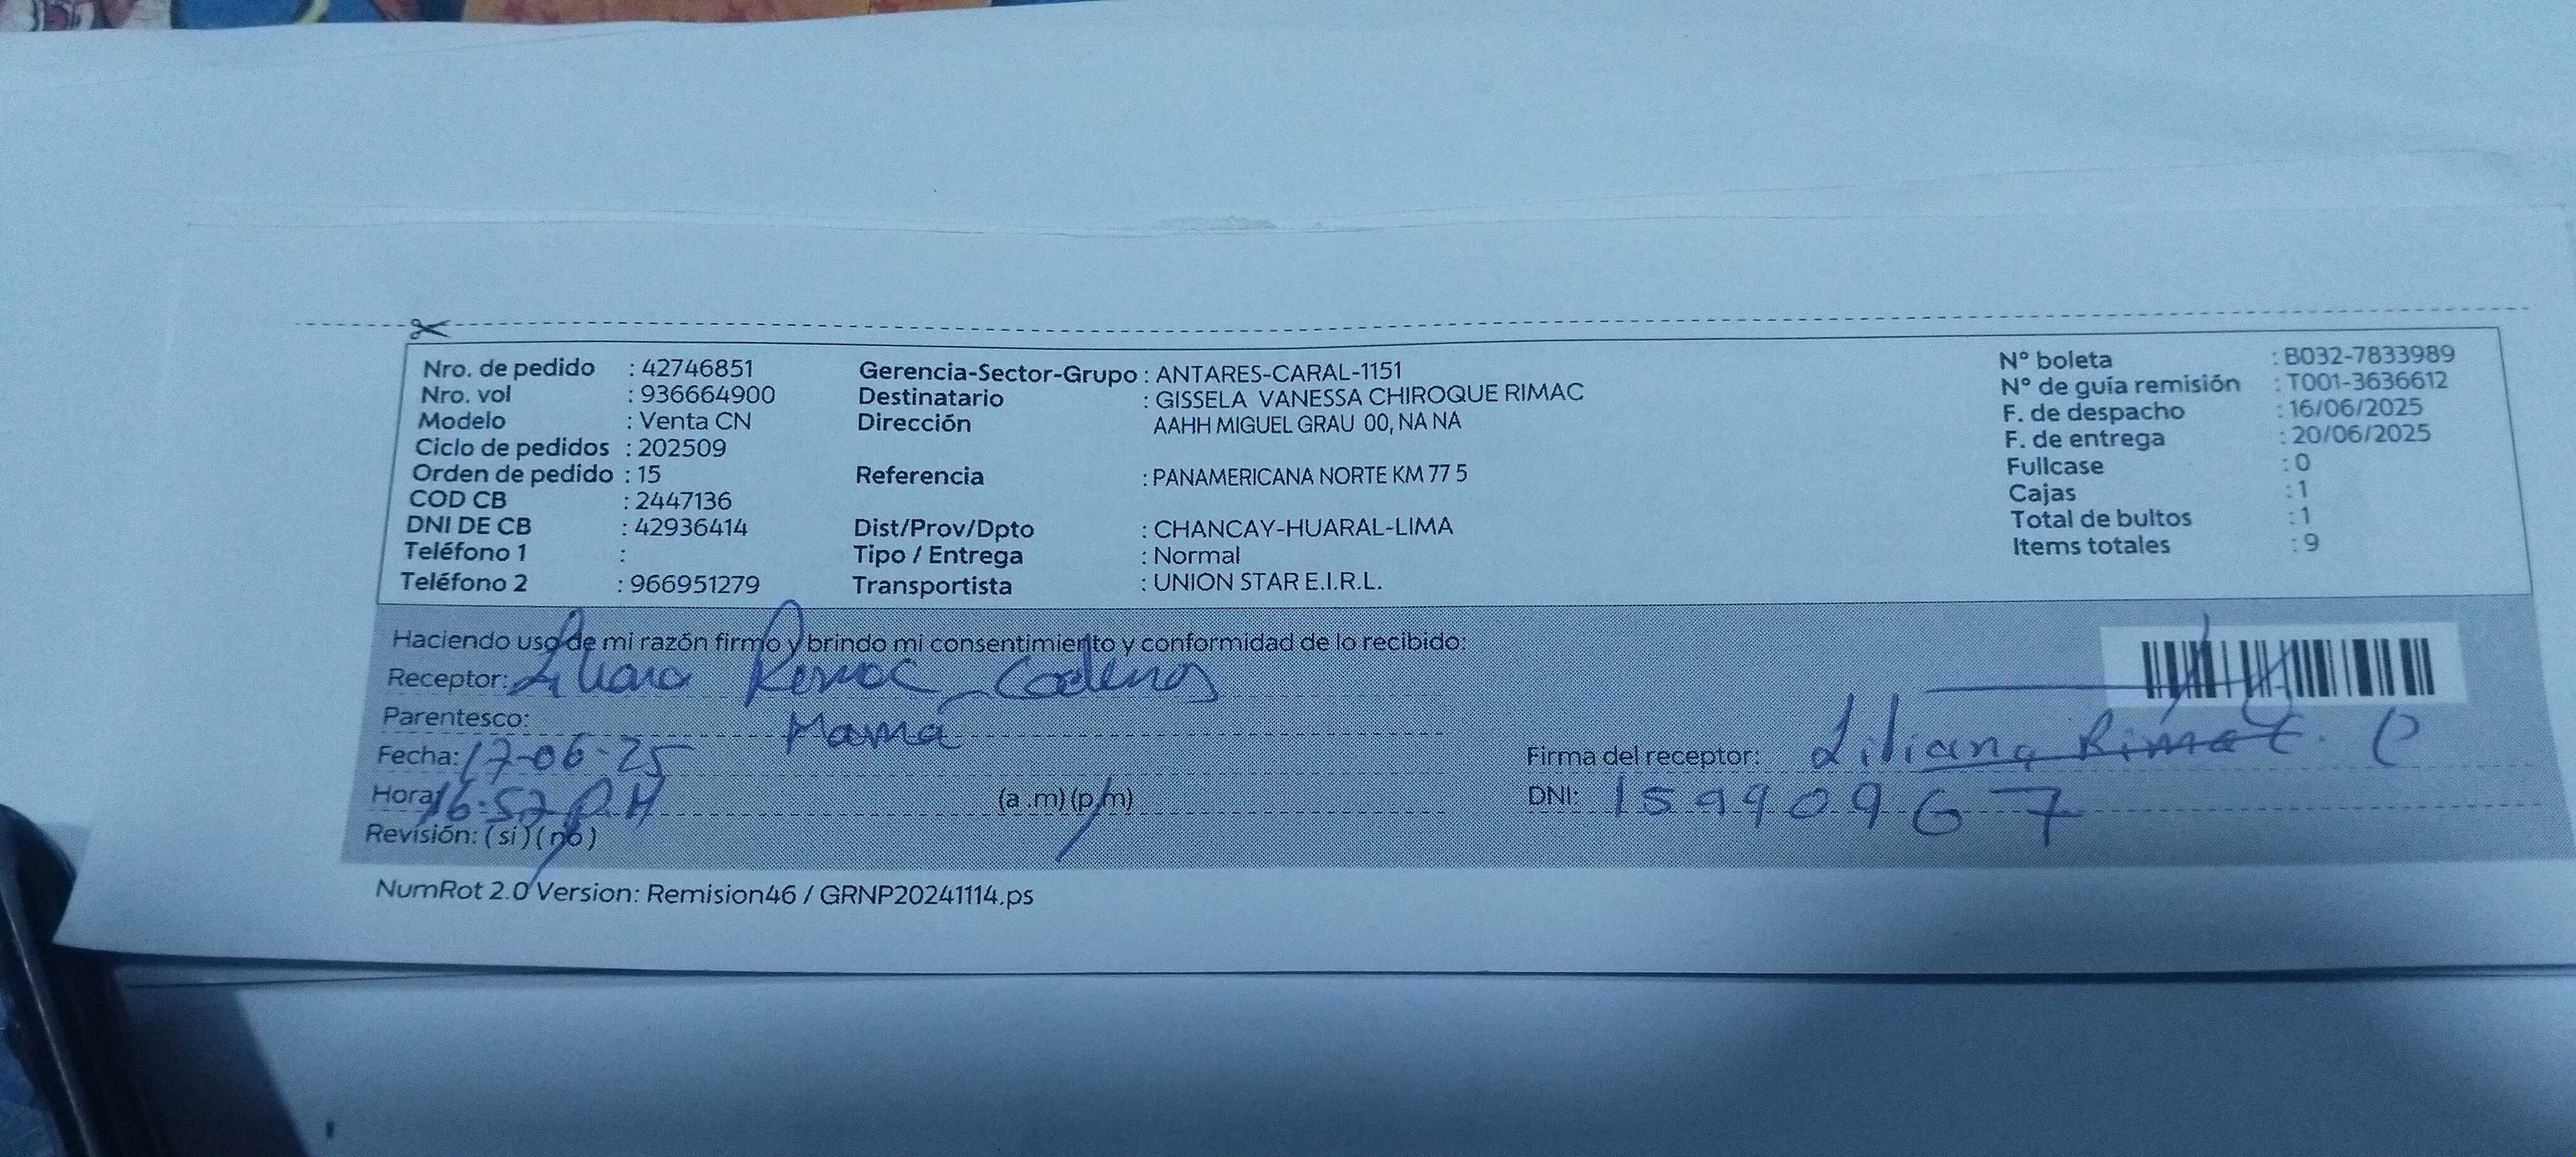 Nro. de pedido : 42746851
Nro. vol : 936664900
Modelo : Venta CN
Ciclo de pedidos : 202509
Orden de pedido : 15
COD CB : 2447136
DNI DE CB : 42936414
Teléfono 1 :
Teléfono 2 : 966951279
Gerencia-Sector-Grupo : ANTARES-CARAL-1151
Destinatario : GISSELA VANESSA CHIROQUE RIMAC
Dirección AAHH MIGUEL GRAU 00, NA NA
Referencia : PANAMERICANA NORTE KM 77 5
Dist/Prov/Dpto : CHANCAY-HUARAL-LIMA
Tipo / Entrega : Normal
Transportista : UNION STAR E.I.R.L.
N° boleta : B032-7833989
N° de guía remisión : T001-3636612
F. de despacho : 16/06/2025
F. de entrega : 20/06/2025
Fullcase : 0
Cajas : 1
Total de bultos : 1
Items totales : 9
Haciendo uso de mi razón firmo y brindo mi consentimiento y conformidad de lo recibido:
Receptor: Liliana Rimac
Parentesco: Mamá
Fecha: 17-06-25
Hora: 16:52 P.M (a .m) (p/m)
Revisión: (si) (no)
Firma del receptor: Liliana Rimac. C
DNI: 15990967
NumRot 2.0 Version: Remision46 / GRNP20241114.ps